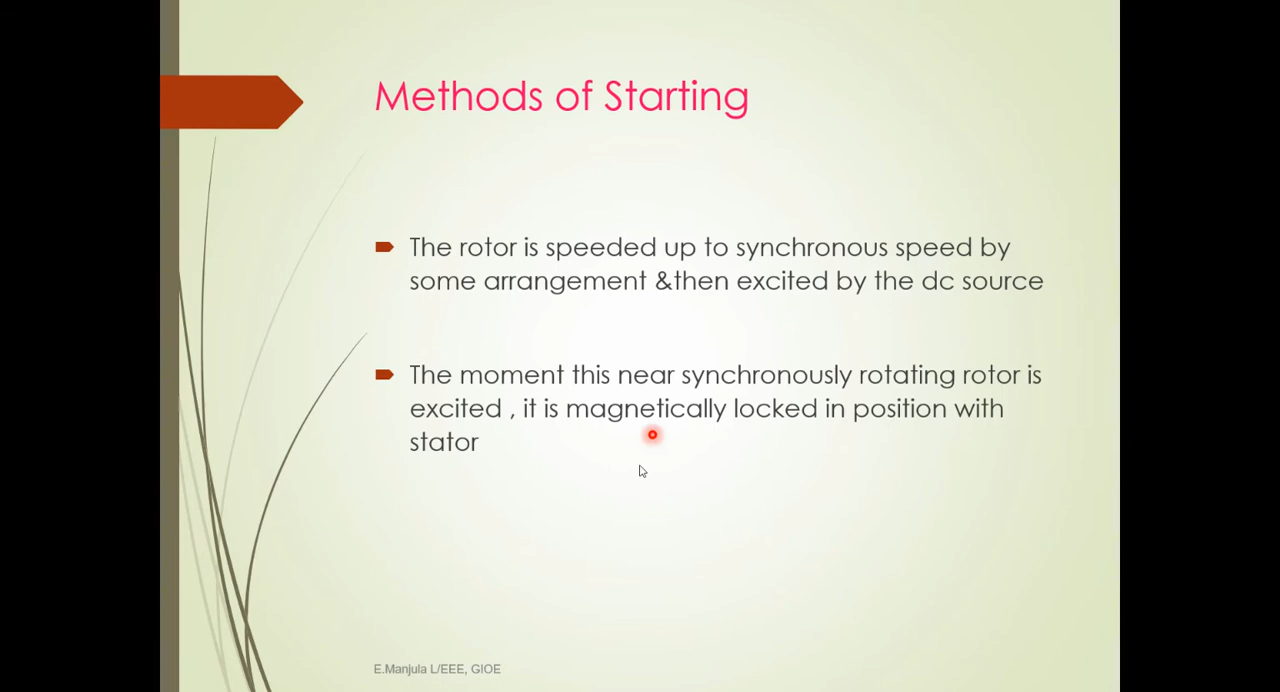 Methods of Starting
The rotor is speeded up to synchronous speed by
some arrangement &then excited by the dc source
The moment this near synchronously rotating rotor is
excited , it is magnetically locked in position with
stator
E.Manjula L/EEE, GIOE